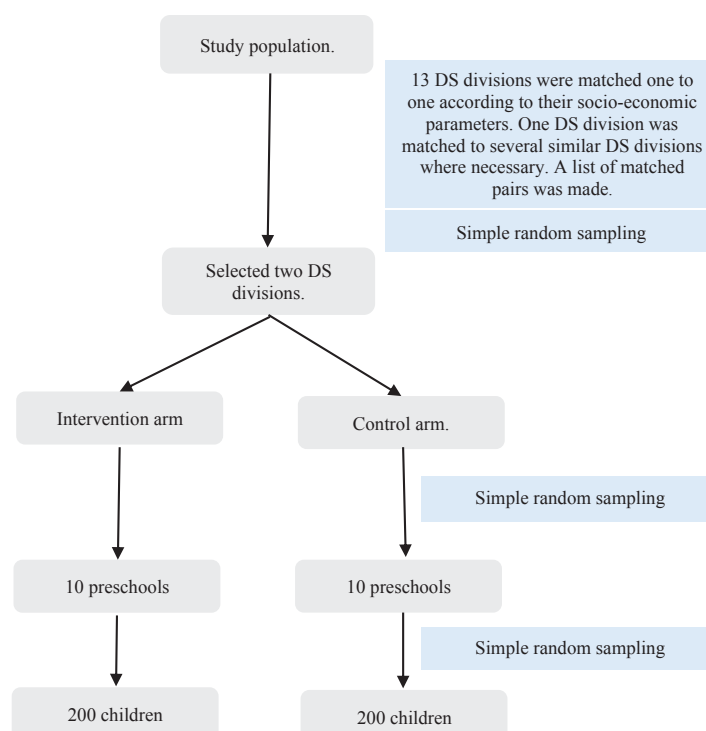 Study population.
13 DS divisions were matched one to
one according to their socio-economic
parameters. One DS division was
matched to several similar DS divisions
where necessary. A list of matched
pairs was made.
Simple random sampling
Selected two DS
divisions.
Intervention arm
Control arm.
Simple random sampling
10 preschools
10 preschools
Simple random sampling
200 children
200 children